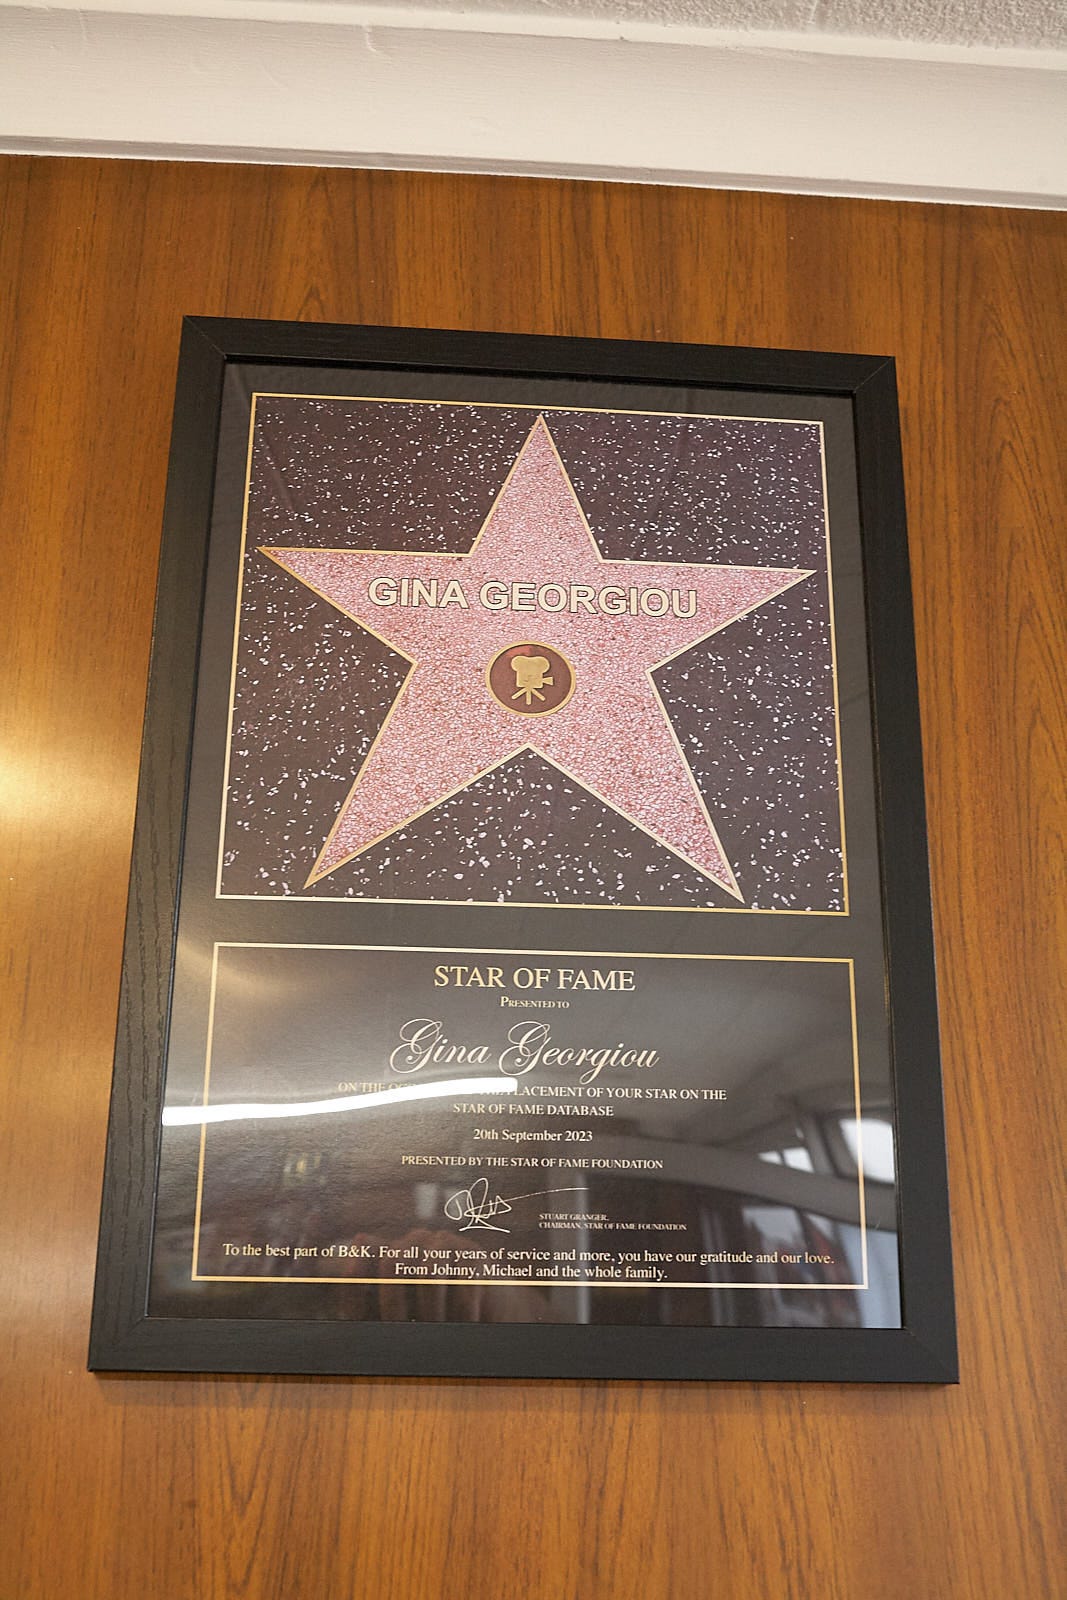 GINA GEORGIOU
STAR OF FAME
PRESENTED TO
Gina Georgiou
ON THE PLACEMENT OF YOUR STAR ON THE
STAR OF FAME DATABASE
20th September 2023
PRESENTED BY THE STAR OF FAME FOUNDATION
STUART GRANGER,
CHAIRMAN, STAR OF FAME FOUNDATION
To the best part of B&K. For all your years of service and more, you have our gratitude and our love.
From Johnny, Michael and the whole family.